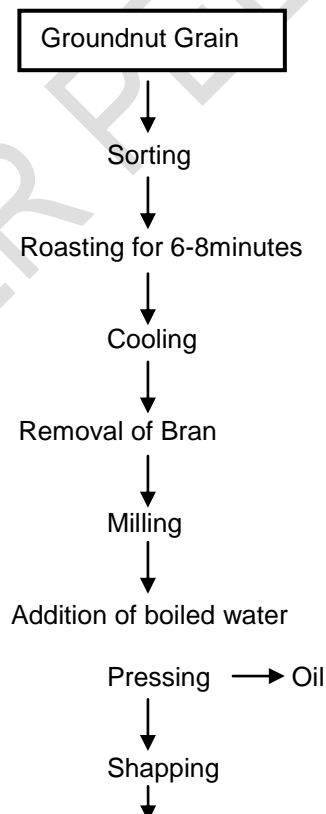 Groundnut Grain
Sorting
Roasting for 6-8minutes
Cooling
Removal of Bran
Milling
Addition of boiled water
Pressing Oil
Shapping